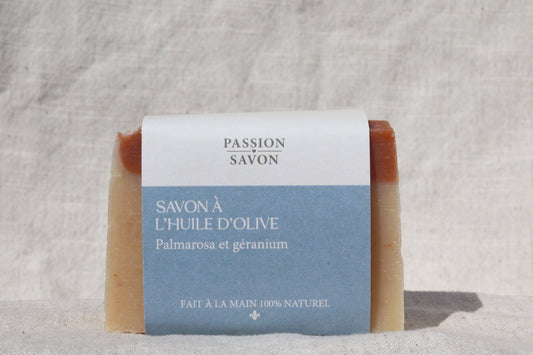 PASSION
SAVON
SAVON À
L'HUILE D'OLIVE
Palmarosa et géranium
FAIT À LA MAIN 100% NATUREL